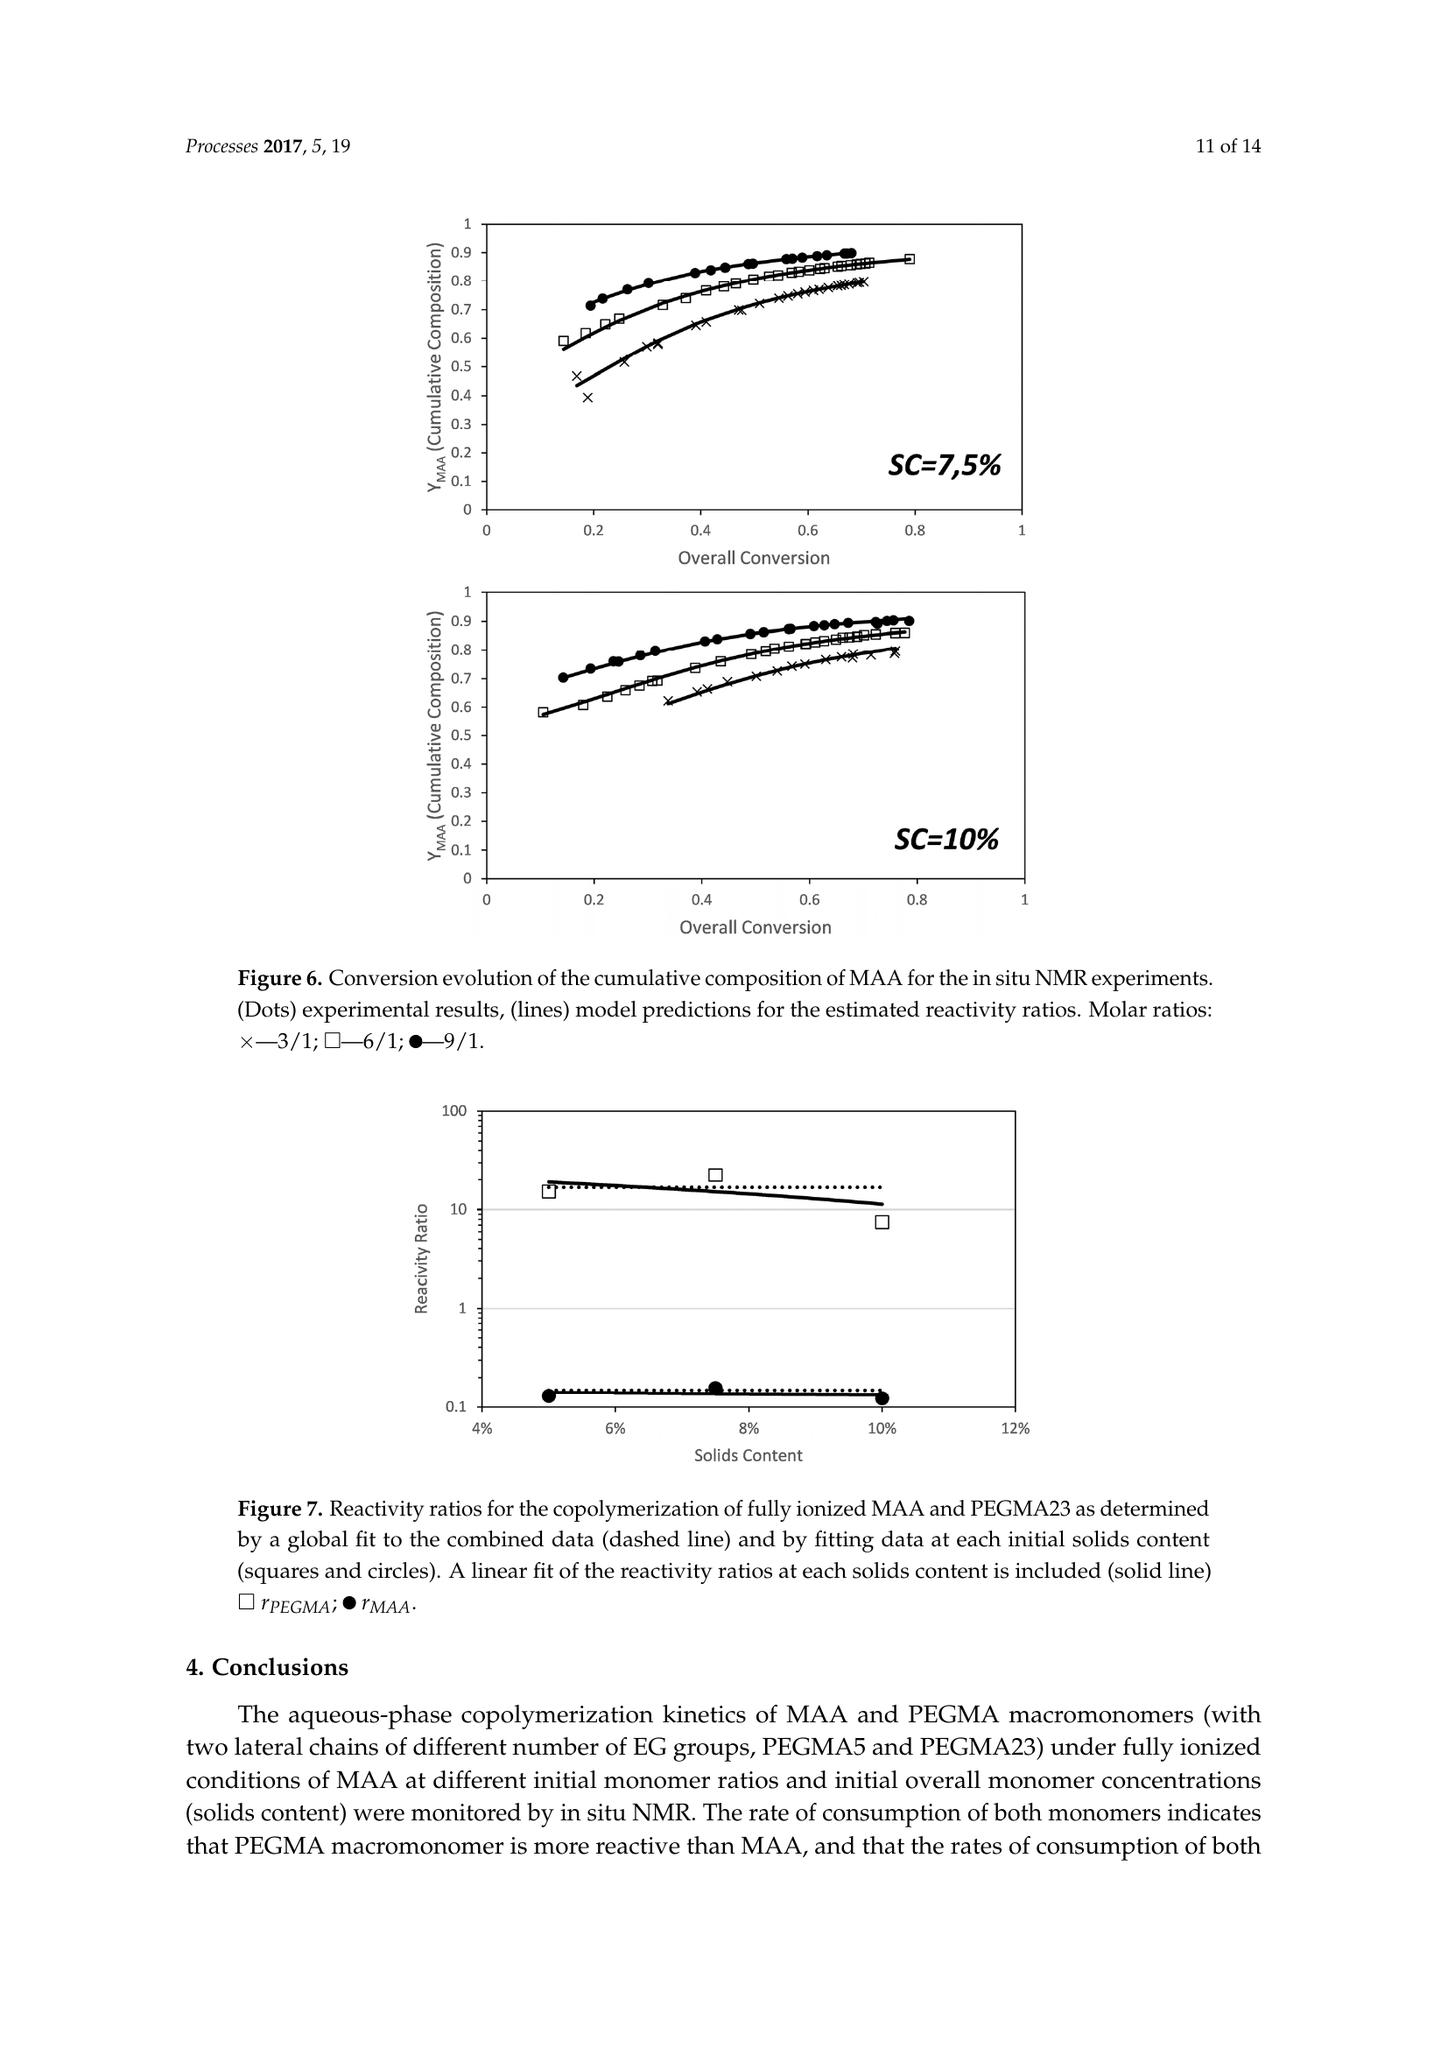 Processes 2017, 5, 19
11 of 14
1
0.9
0.8
0.7
0.6
0.5
0.4
0.3
0.2
0.1
0
Y_MAA (Cumulative Composition)
SC=7,5%
0 0.2 0.4 0.6 0.8 1
Overall Conversion
1
0.9
0.8
0.7
0.6
0.5
0.4
0.3
0.2
0.1
0
Y_MAA (Cumulative Composition)
SC=10%
0 0.2 0.4 0.6 0.8 1
Overall Conversion
Figure 6. Conversion evolution of the cumulative composition of MAA for the in situ NMR experiments.
(Dots) experimental results, (lines) model predictions for the estimated reactivity ratios. Molar ratios:
×—3/1; □—6/1; ●—9/1.
100
10
1
0.1
Reacivity Ratio
4% 6% 8% 10% 12%
Solids Content
Figure 7. Reactivity ratios for the copolymerization of fully ionized MAA and PEGMA23 as determined
by a global fit to the combined data (dashed line) and by fitting data at each initial solids content
(squares and circles). A linear fit of the reactivity ratios at each solids content is included (solid line)
□ r_PEGMA; ● r_MAA.
4. Conclusions
The aqueous-phase copolymerization kinetics of MAA and PEGMA macromonomers (with
two lateral chains of different number of EG groups, PEGMA5 and PEGMA23) under fully ionized
conditions of MAA at different initial monomer ratios and initial overall monomer concentrations
(solids content) were monitored by in situ NMR. The rate of consumption of both monomers indicates
that PEGMA macromonomer is more reactive than MAA, and that the rates of consumption of both